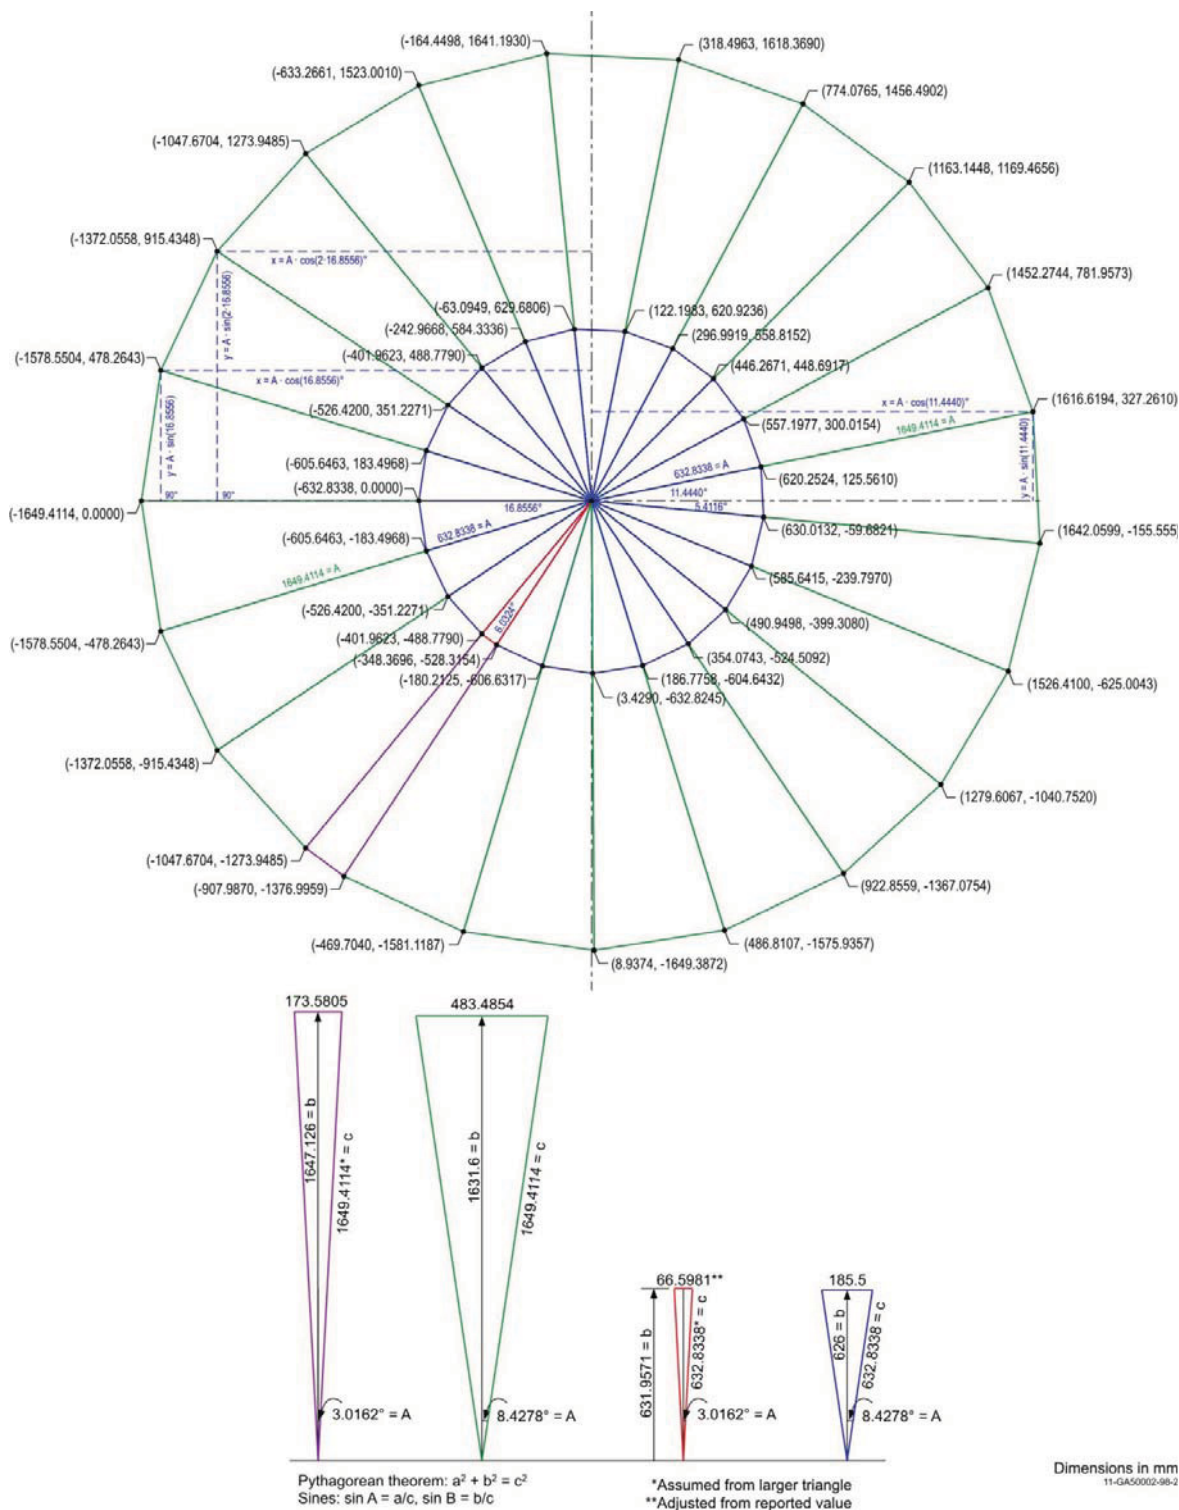 (-164.4498, 1641.1930)
(318.4963, 1618.3690)
(-633.2661, 1523.0010)
(774.0765, 1456.4902)
(-1047.6704, 1273.9485)
(1163.1448, 1169.4656)
(-1372.0558, 915.4348)
x = A · cos(2·16.8556)°
y = A · sin(2·16.8556)
(1452.2744, 781.9573)
(-63.0949, 629.6806)
(122.1983, 620.9236)
(-242.9668, 584.3336)
(296.9919, 558.8152)
(-1578.5504, 478.2643)
(-401.9623, 488.7790)
(446.2671, 448.6917)
x = A · cos(16.8556)°
y = A · sin(16.8556)
(-526.4200, 351.2271)
x = A · cos(11.4440)°
(1616.6194, 327.2610)
(557.1977, 300.0154)
1649.4114 = A
y = A · sin(11.4440)
(-605.6463, 183.4968)
632.8338 = A
(620.2524, 125.5610)
(-632.8338, 0.0000)
11.4440°
90°
90°
16.8556°
5.4116°
(-1649.4114, 0.0000)
(630.0132, -59.6821)
(1642.0599, -155.555)
(-605.6463, -183.4968)
632.8338 = A
1649.4114 = A
(585.6415, -239.7970)
(-526.4200, -351.2271)
6.0324°
(490.9498, -399.3080)
(-1578.5504, -478.2643)
(-401.9623, -488.7790)
(-348.3696, -528.3154)
(354.0743, -524.5092)
(-180.2125, -606.6317)
(186.7758, -604.6432)
(1526.4100, -625.0043)
(3.4290, -632.8245)
(-1372.0558, -915.4348)
(1279.6067, -1040.7520)
(-1047.6704, -1273.9485)
(-907.9870, -1376.9959)
(922.8559, -1367.0754)
(-469.7040, -1581.1187)
(486.8107, -1575.9357)
(8.9374, -1649.3872)
173.5805
483.4854
1647.126 = b
1649.4114* = c
1631.6 = b
1649.4114 = c
66.5981**
185.5
631.9571 = b
632.8338* = c
626 = b
632.8338 = c
3.0162° = A
8.4278° = A
3.0162° = A
8.4278° = A
Pythagorean theorem: a² + b² = c²
Sines: sin A = a/c, sin B = b/c
*Assumed from larger triangle
**Adjusted from reported value
Dimensions in mm
11-GA50002-98-2